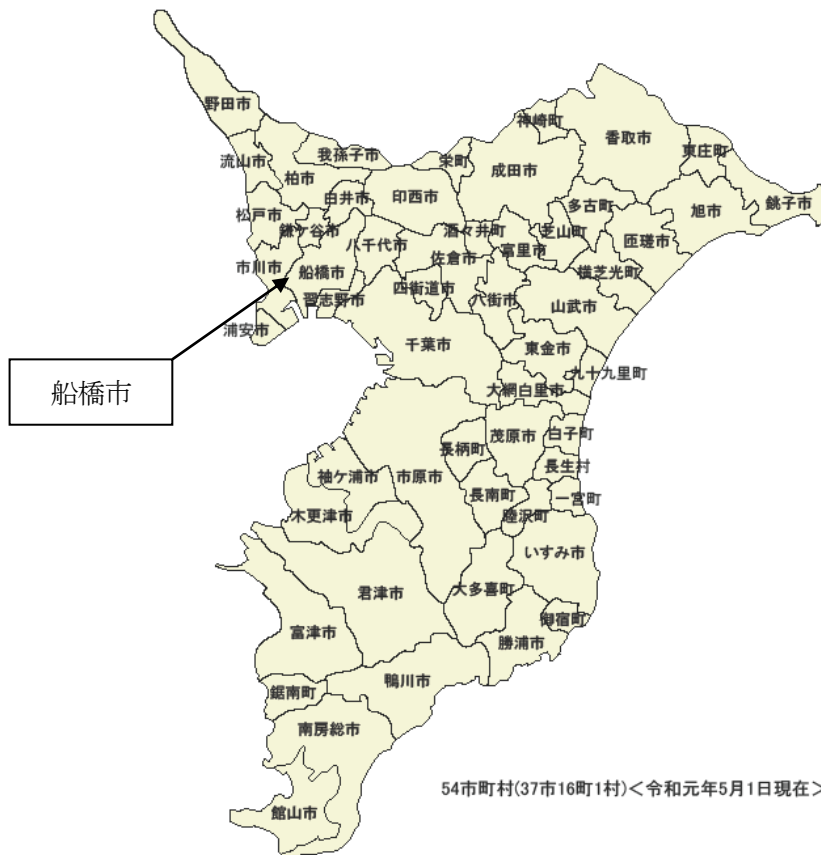 野田市
流山市
我孫子市
柏市
松戸市
白井市
印西市
栄町
成田市
神崎町
香取市
東庄町
銚子市
旭市
多古町
匝瑳市
芝山町
横芝光町
鎌ケ谷市
八千代市
酒々井町
富里市
佐倉市
市川市
船橋市
習志野市
四街道市
八街市
山武市
浦安市
千葉市
東金市
九十九里町
大網白里市
船橋市
茂原市
白子町
長柄町
長生村
袖ケ浦市
市原市
長南町
一宮町
睦沢町
木更津市
いすみ市
君津市
大多喜町
御宿町
富津市
勝浦市
鴨川市
鋸南町
南房総市
館山市
54市町村(37市16町1村)<令和元年5月1日現在>